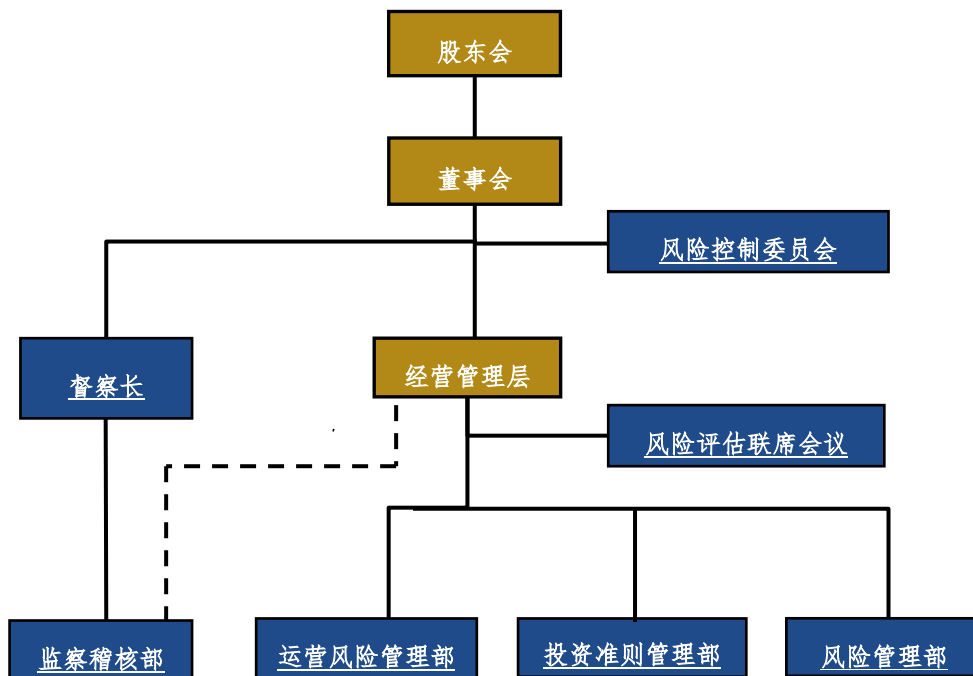 股东会
董事会
风险控制委员会
督察长
经营管理层
风险评估联席会议
监察稽核部
运营风险管理部
投资准则管理部
风险管理部